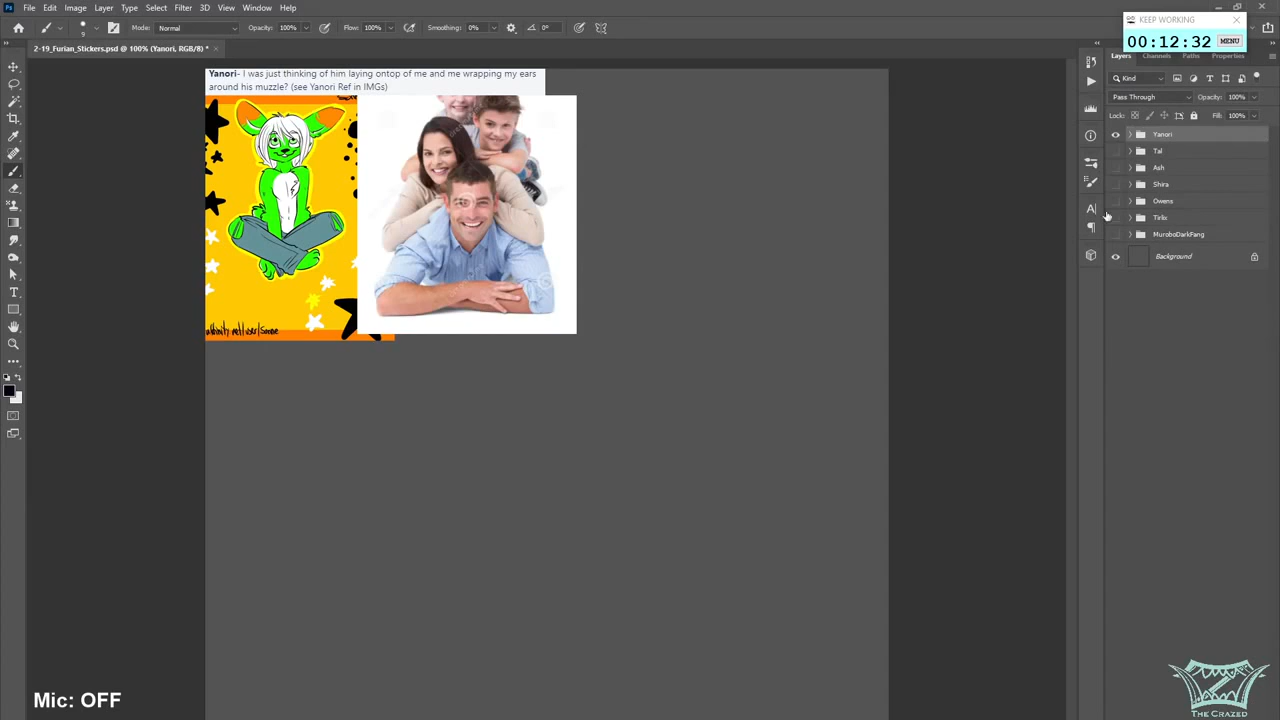 File Edit Image Layer Type Select Filter 3D View Window Help
KEEP WORKING
00:12:32 MENU
Mode: Normal Opacity: 100% Flow: 100% Smoothing: 0% 0°
2-19_Furian_Stickers.psd @ 100% (Yanori, RGB/8) *
Layers Channels Paths Properties
Yanori- I was just thinking of him laying ontop of me and me wrapping my ears
around his muzzle? (see Yanori Ref in IMGs)
Kind
Pass Through Opacity: 100%
Lock: Fill: 100%
Yanori
Tal
Ash
Shira
Owens
Tirlix
MuroboDarkFang
Background
Mic: OFF
THE CRAZED